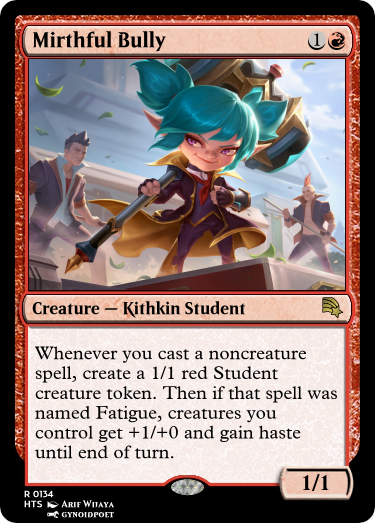 Mirthful Bully
1
Creature — Kithkin Student
Whenever you cast a noncreature
spell, create a 1/1 red Student
creature token. Then if that spell was
named Fatigue, creatures you
control get +1/+0 and gain haste
until end of turn.
1/1
R 0134
HTS Arif Wijaya
gynoidpoet